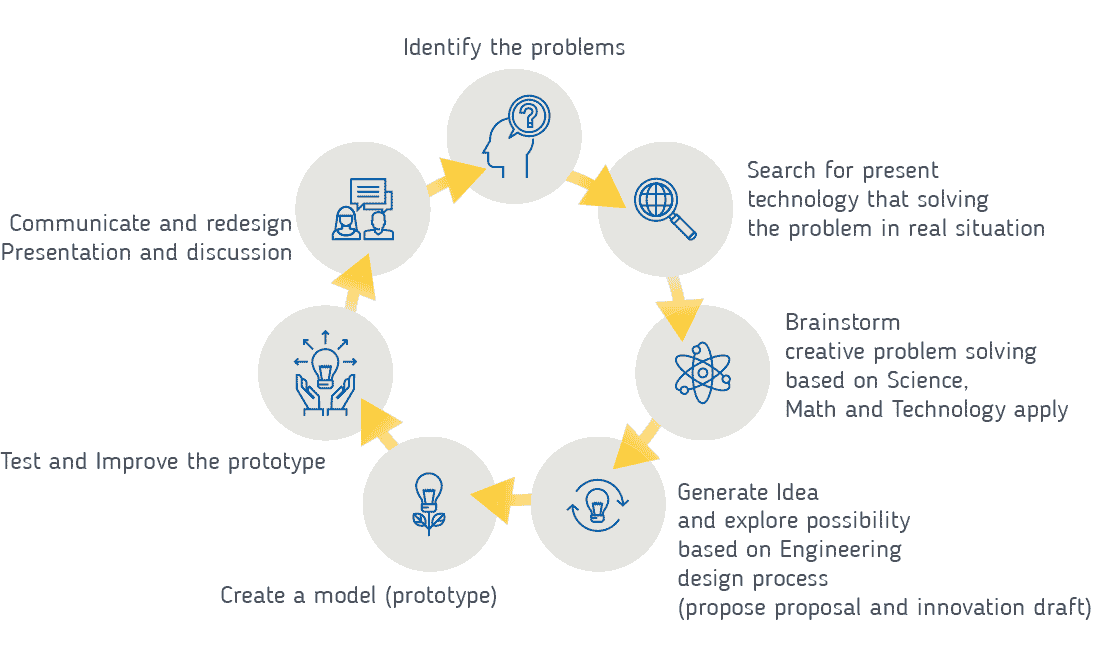 Identify the problems
Search for present
technology that solving
the problem in real situation
Brainstorm
creative problem solving
based on Science,
Math and Technology apply
Generate Idea
and explore possibility
based on Engineering
design process
(propose proposal and innovation draft)
Create a model (prototype)
Test and Improve the prototype
Communicate and redesign
Presentation and discussion
?